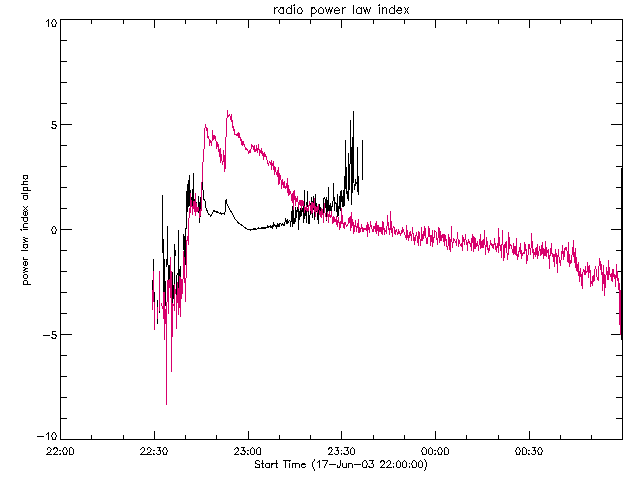 radio power law index
10
5
0
-5
-10
power law index alpha
22:00 22:30 23:00 23:30 00:00 00:30
Start Time (17-Jun-03 22:00:00)